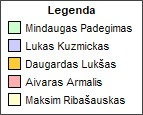 Legenda
Mindaugas Padegimas
Lukas Kuzmickas
Daugardas Lukšas
Aivaras Armalis
Maksim Ribašauskas